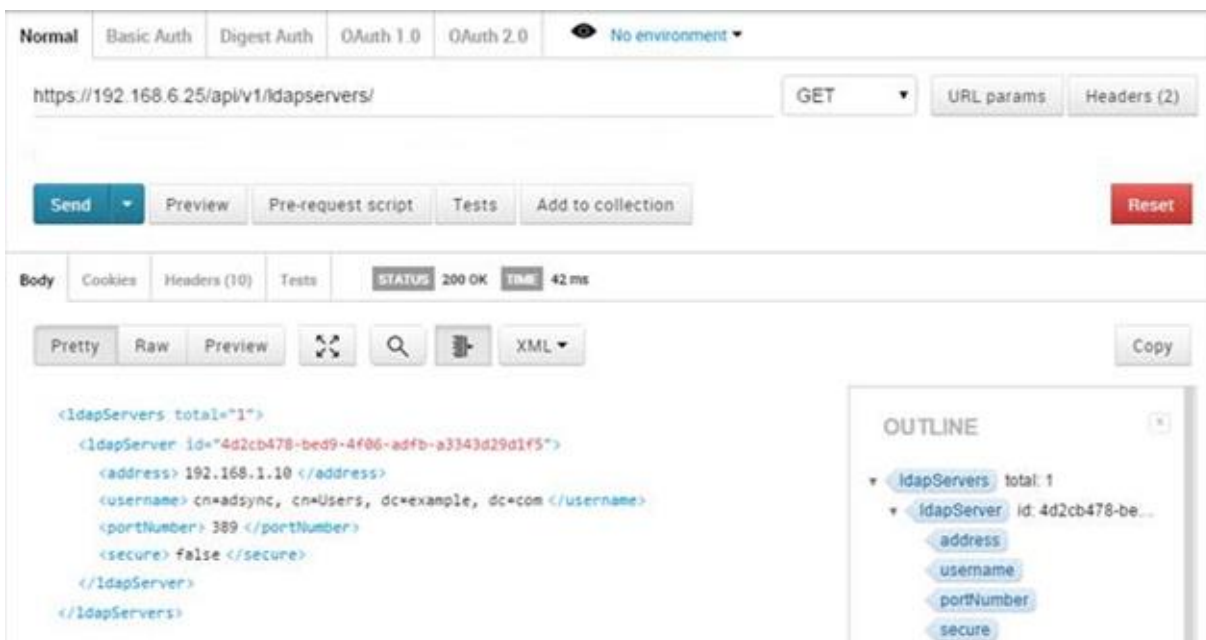 Normal Basic Auth Digest Auth OAuth 1.0 OAuth 2.0 No environment
https://192.168.6.25/api/v1/ldapservers/ GET URL params Headers (2)
Send Preview Pre-request script Tests Add to collection Reset
Body Cookies Headers (10) Tests STATUS 200 OK TIME 42 ms
Pretty Raw Preview XML Copy
<ldapServers total="1">
<ldapServer id="4d2cb478-bed9-4f06-adfb-a3343d29d1f5">
<address> 192.168.1.10 </address>
<username> cn=adsync, cn=Users, dc=example, dc=com </username>
<portNumber> 389 </portNumber>
<secure> false </secure>
</ldapServer>
</ldapServers>
OUTLINE
ldapServers total: 1
ldapServer id: 4d2cb478-be...
address
username
portNumber
secure